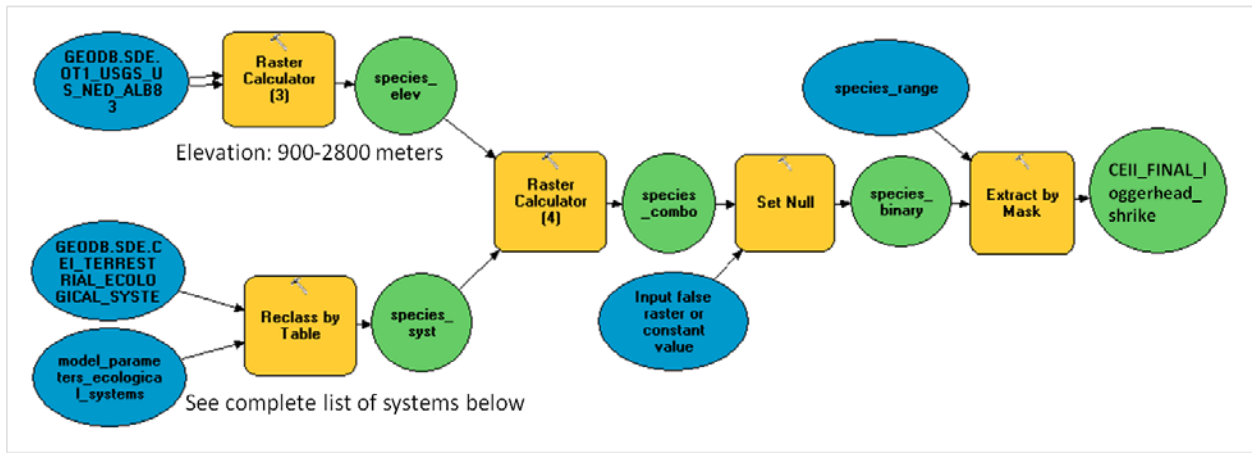 GEODB.SDE.
OT1_USGS_U
S_NED_ALB8
3
Raster
Calculator
(3)
species_
elev
Elevation: 900-2800 meters
species_range
Raster
Calculator
(4)
species
_combo
Set Null
species_
binary
Extract by
Mask
CEII_FINAL_l
oggerhead_
shrike
GEODB.SDE.C
EI_TERREST
RIAL_ECOLO
GICAL_SYSTE
Reclass by
Table
species_
syst
Input false
raster or
constant
value
model_parame
ters_ecologica
l_systems
See complete list of systems below